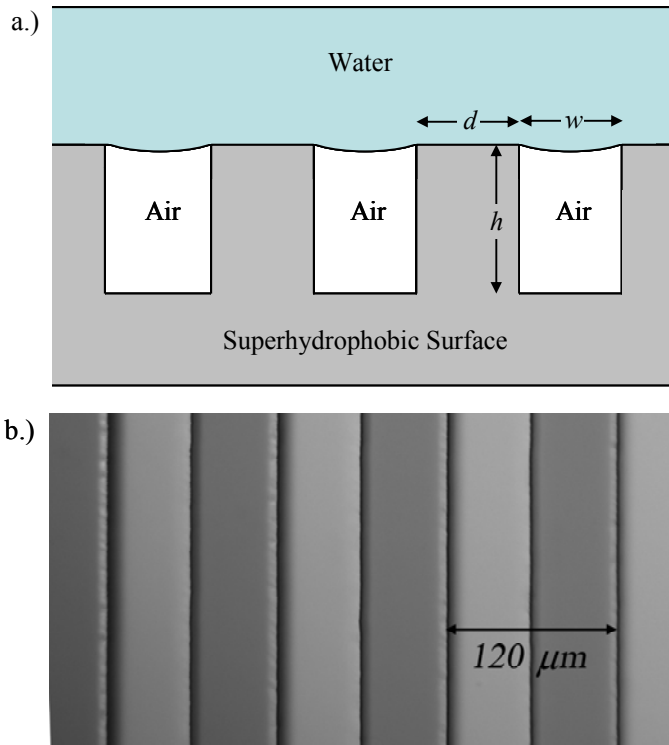 a.)
Water
d
w
Air
Air
h
Air
Superhydrophobic Surface
b.)
120 μm